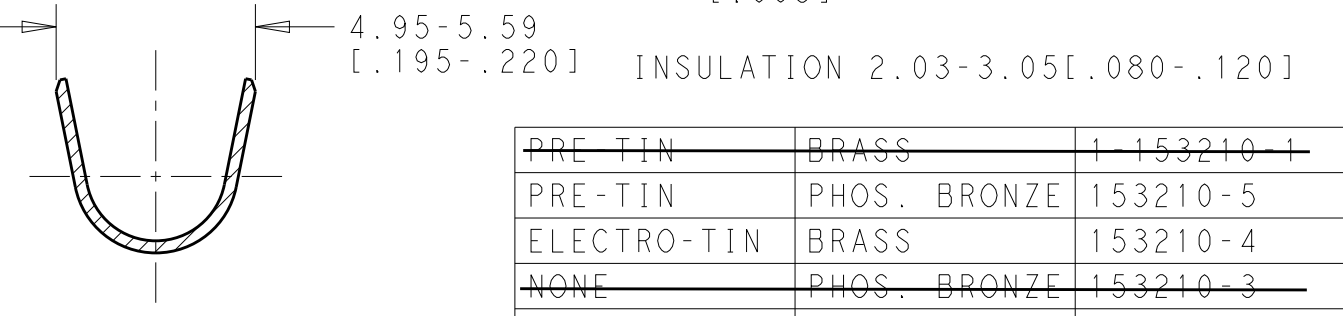 4.95-5.59
[.195-.220]
INSULATION 2.03-3.05[.080-.120]
PRE-TIN BRASS 1-153210-1
PRE-TIN PHOS. BRONZE 153210-5
ELECTRO-TIN BRASS 153210-4
NONE PHOS. BRONZE 153210-3